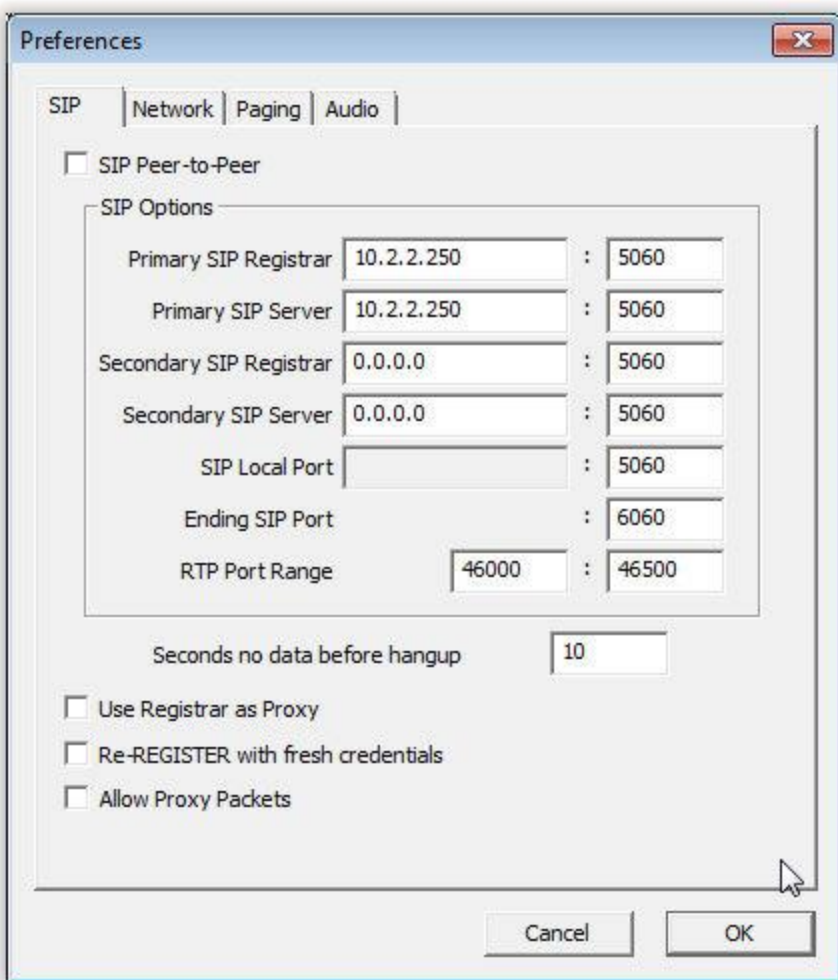 Preferences
SIP Network Paging Audio
SIP Peer-to-Peer
SIP Options
Primary SIP Registrar 10.2.2.250 : 5060
Primary SIP Server 10.2.2.250 : 5060
Secondary SIP Registrar 0.0.0.0 : 5060
Secondary SIP Server 0.0.0.0 : 5060
SIP Local Port : 5060
Ending SIP Port : 6060
RTP Port Range 46000 : 46500
Seconds no data before hangup 10
Use Registrar as Proxy
Re-REGISTER with fresh credentials
Allow Proxy Packets
Cancel OK